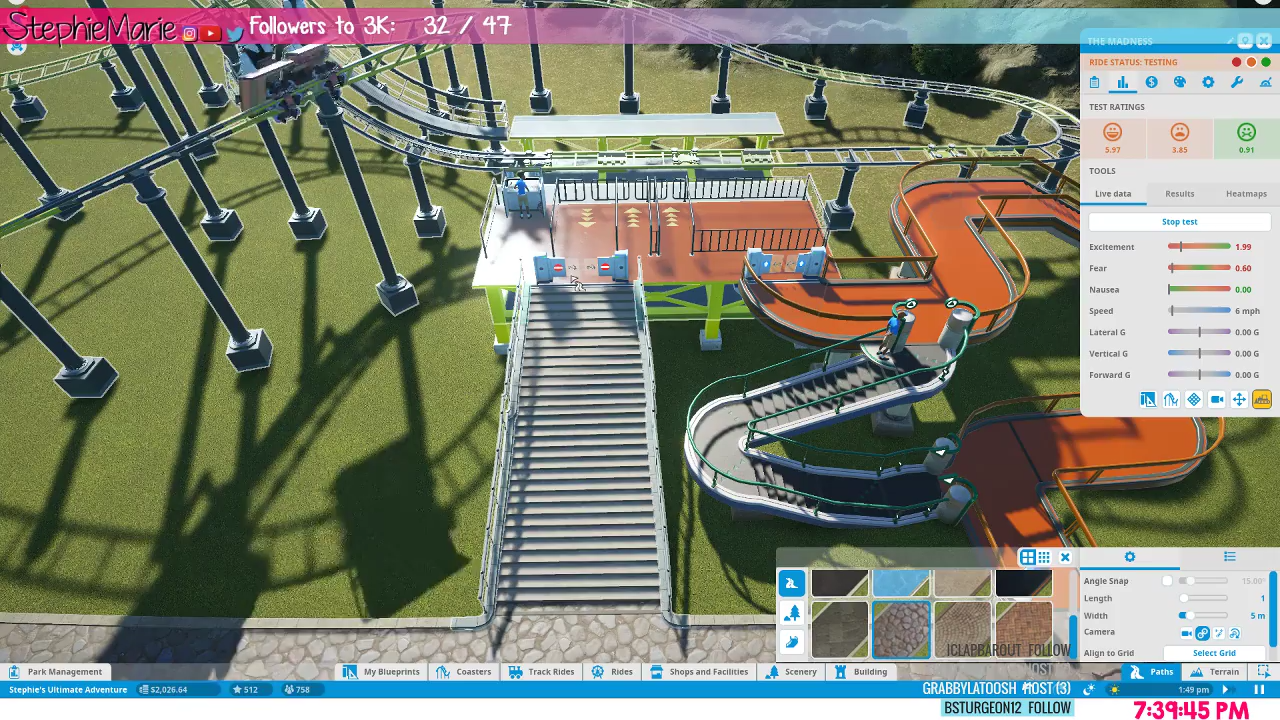 StephieMarie
Followers to 3K: 32 / 47
THE MADNESS
RIDE STATUS: TESTING
TEST RATINGS
5.97 3.85 0.91
TOOLS
Live data Results Heatmaps
Stop test
Excitement 1.99
Fear 0.60
Nausea 0.00
Speed 6 mph
Lateral G 0.00 G
Vertical G 0.00 G
Forward G 0.00 G
Angle Snap 15.00°
Length 1
Width 5 m
Camera
Align to Grid Select Grid
ICLAPBAROUT FOLLOW
HOST
Park Management My Blueprints Coasters Track Rides Rides Shops and Facilities Scenery Building Paths Terrain
Stephie's Ultimate Adventure $2,026.64 512 758 GRABBYLATOOSH HOST (3) 1:49 pm
BSTURGEON12 FOLLOW 7:39:45 PM